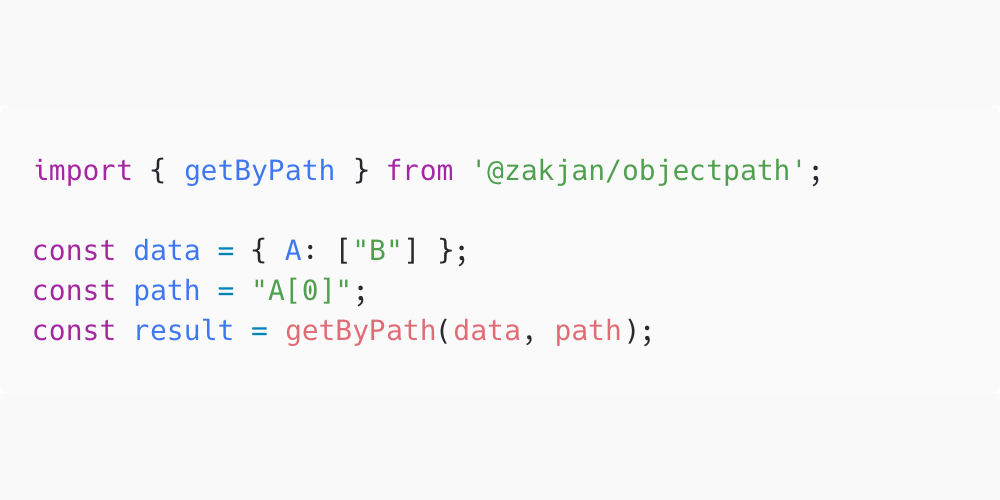 import { getByPath } from '@zakjan/objectpath';
const data = { A: ["B"] };
const path = "A[0]";
const result = getByPath(data, path);